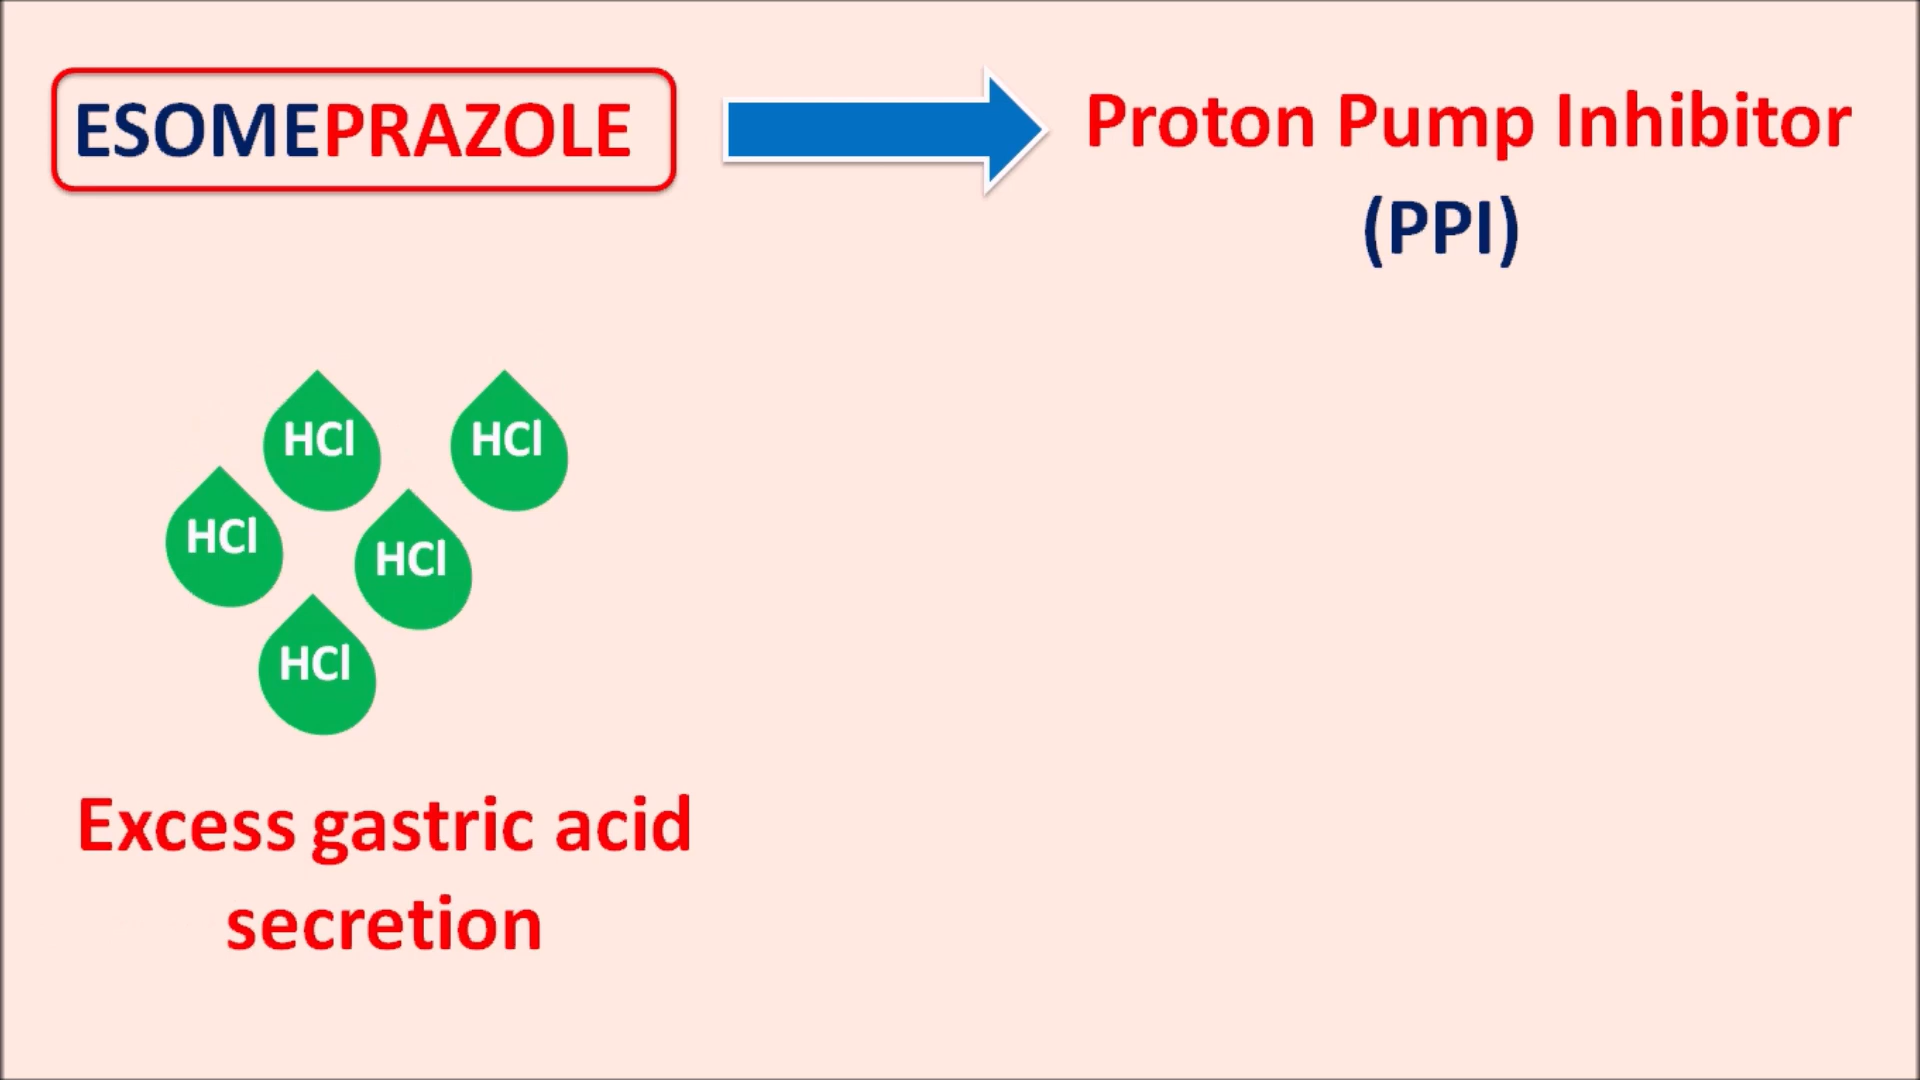 ESOMEPRAZOLE
Proton Pump Inhibitor
(PPI)
HCl
HCl
HCl
HCl
HCl
Excess gastric acid
secretion